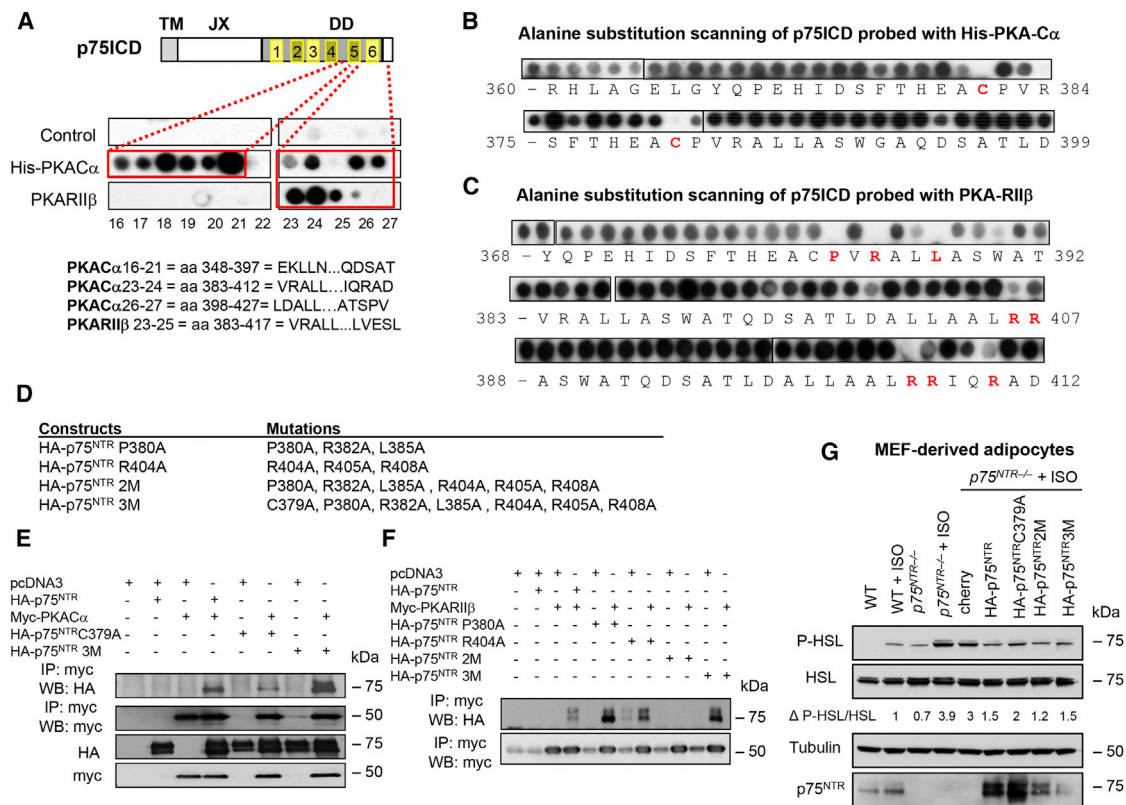 A
TM JX DD
p75ICD
1 2 3 4 5 6
Control
His-PKACα
PKARIIβ
16 17 18 19 20 21 22 23 24 25 26 27
PKACα16-21 = aa 348-397 = EKLLN...QDSAT
PKACα23-24 = aa 383-412 = VRALL...IQRAD
PKACα26-27 = aa 398-427= LDALL...ATSPV
PKARIIβ 23-25 = aa 383-417 = VRALL...LVESL
B
Alanine substitution scanning of p75ICD probed with His-PKA-Cα
360 - R H L A G E L G Y Q P E H I D S F T H E A C P V R 384
375 - S F T H E A C P V R A L L A S W G A Q D S A T L D 399
C
Alanine substitution scanning of p75ICD probed with PKA-RIIβ
368 - Y Q P E H I D S F T H E A C P V R A L L A S W A T 392
383 - V R A L L A S W A T Q D S A T L D A L L A A L R R 407
388 - A S W A T Q D S A T L D A L L A A L R R I Q R A D 412
D
Constructs Mutations
HA-p75NTR P380A P380A, R382A, L385A
HA-p75NTR R404A R404A, R405A, R408A
HA-p75NTR 2M P380A, R382A, L385A , R404A, R405A, R408A
HA-p75NTR 3M C379A, P380A, R382A, L385A , R404A, R405A, R408A
E
pcDNA3 + + + - + - + -
HA-p75NTR - + - + - - - -
Myc-PKACα - - + + - + - +
HA-p75NTRC379A - - - - + + - -
HA-p75NTR 3M - - - - - - + +
kDa
IP: myc
WB: HA
– 75
IP: myc
WB: myc
– 50
HA
– 75
myc
– 50
F
pcDNA3 + + + - + - + - + - + -
HA-p75NTR - + - + - - - - - - - -
Myc-PKARIIβ - - + + - + - + - + - +
HA-p75NTR P380A - - - - + + - - - - - -
HA-p75NTR R404A - - - - - - + + - - - -
HA-p75NTR 2M - - - - - - - - + + - -
HA-p75NTR 3M - - - - - - - - - - + +
kDa
IP: myc
WB: HA
– 75
IP: myc
WB: myc
– 50
G
MEF-derived adipocytes
p75NTR–/– + ISO
WT
WT + ISO
p75NTR–/–
p75NTR–/– + ISO
cherry
HA-p75NTR
HA-p75NTRC379A
HA-p75NTR2M
HA-p75NTR3M
kDa
P-HSL
– 75
HSL
– 75
Δ P-HSL/HSL 1 0.7 3.9 3 1.5 2 1.2 1.5
Tubulin
– 50
p75NTR
– 75